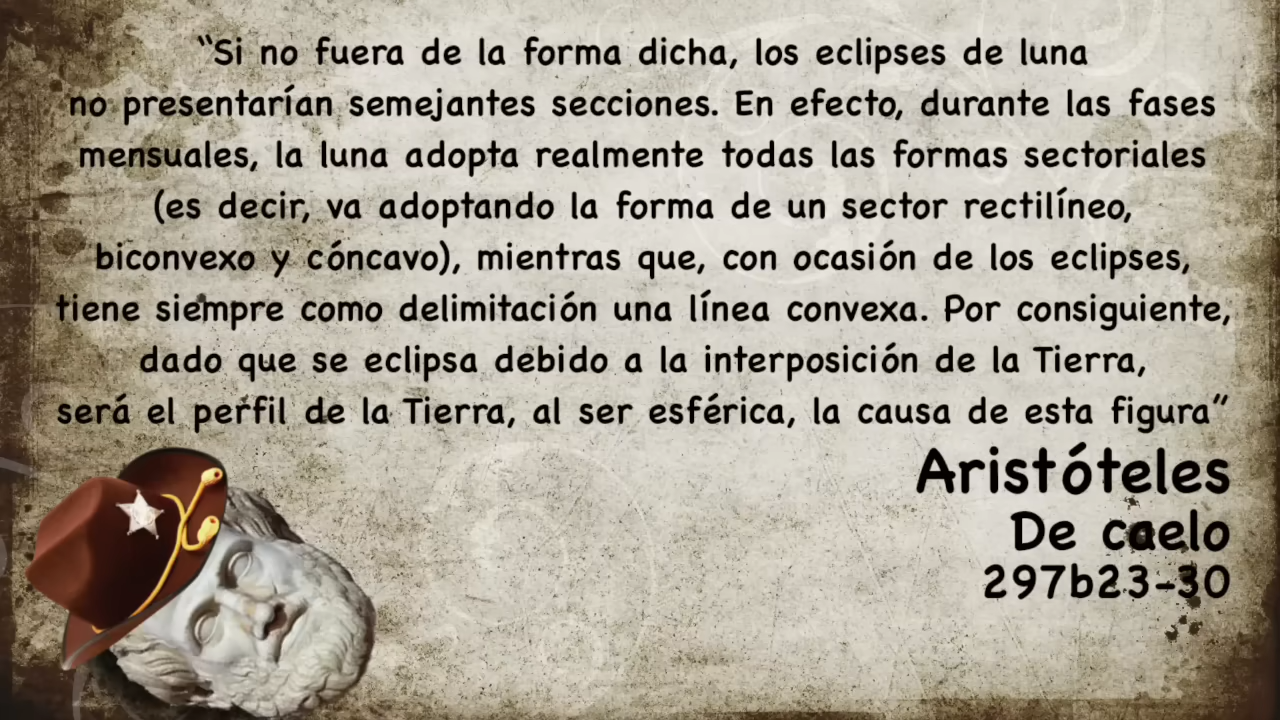 “Si no fuera de la forma dicha, los eclipses de luna
no presentarían semejantes secciones. En efecto, durante las fases
mensuales, la luna adopta realmente todas las formas sectoriales
(es decir, va adoptando la forma de un sector rectilíneo,
biconvexo y cóncavo), mientras que, con ocasión de los eclipses,
tiene siempre como delimitación una línea convexa. Por consiguiente,
dado que se eclipsa debido a la interposición de la Tierra,
será el perfil de la Tierra, al ser esférica, la causa de esta figura”
Aristóteles
De caelo
297b23-30